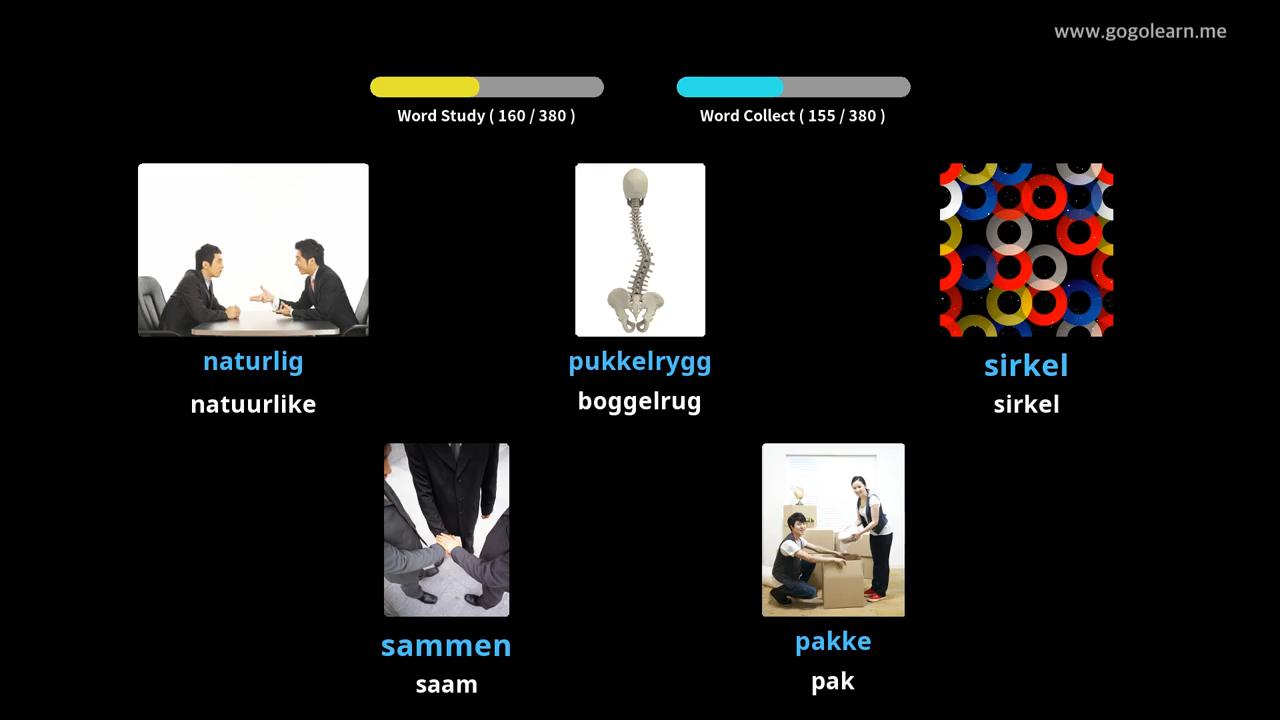 www.gogolearn.me
Word Study ( 160 / 380 )
Word Collect ( 155 / 380 )
naturlig
natuurlike
pukkelrygg
boggelrug
sirkel
sirkel
sammen
saam
pakke
pak